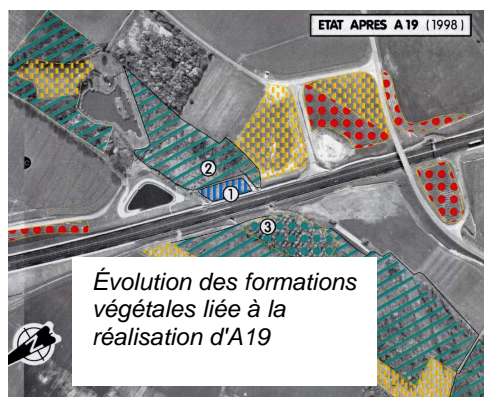 ETAT APRES A19 (1998)
2
1
3
Évolution des formations
végétales liée à la
réalisation d'A19
N